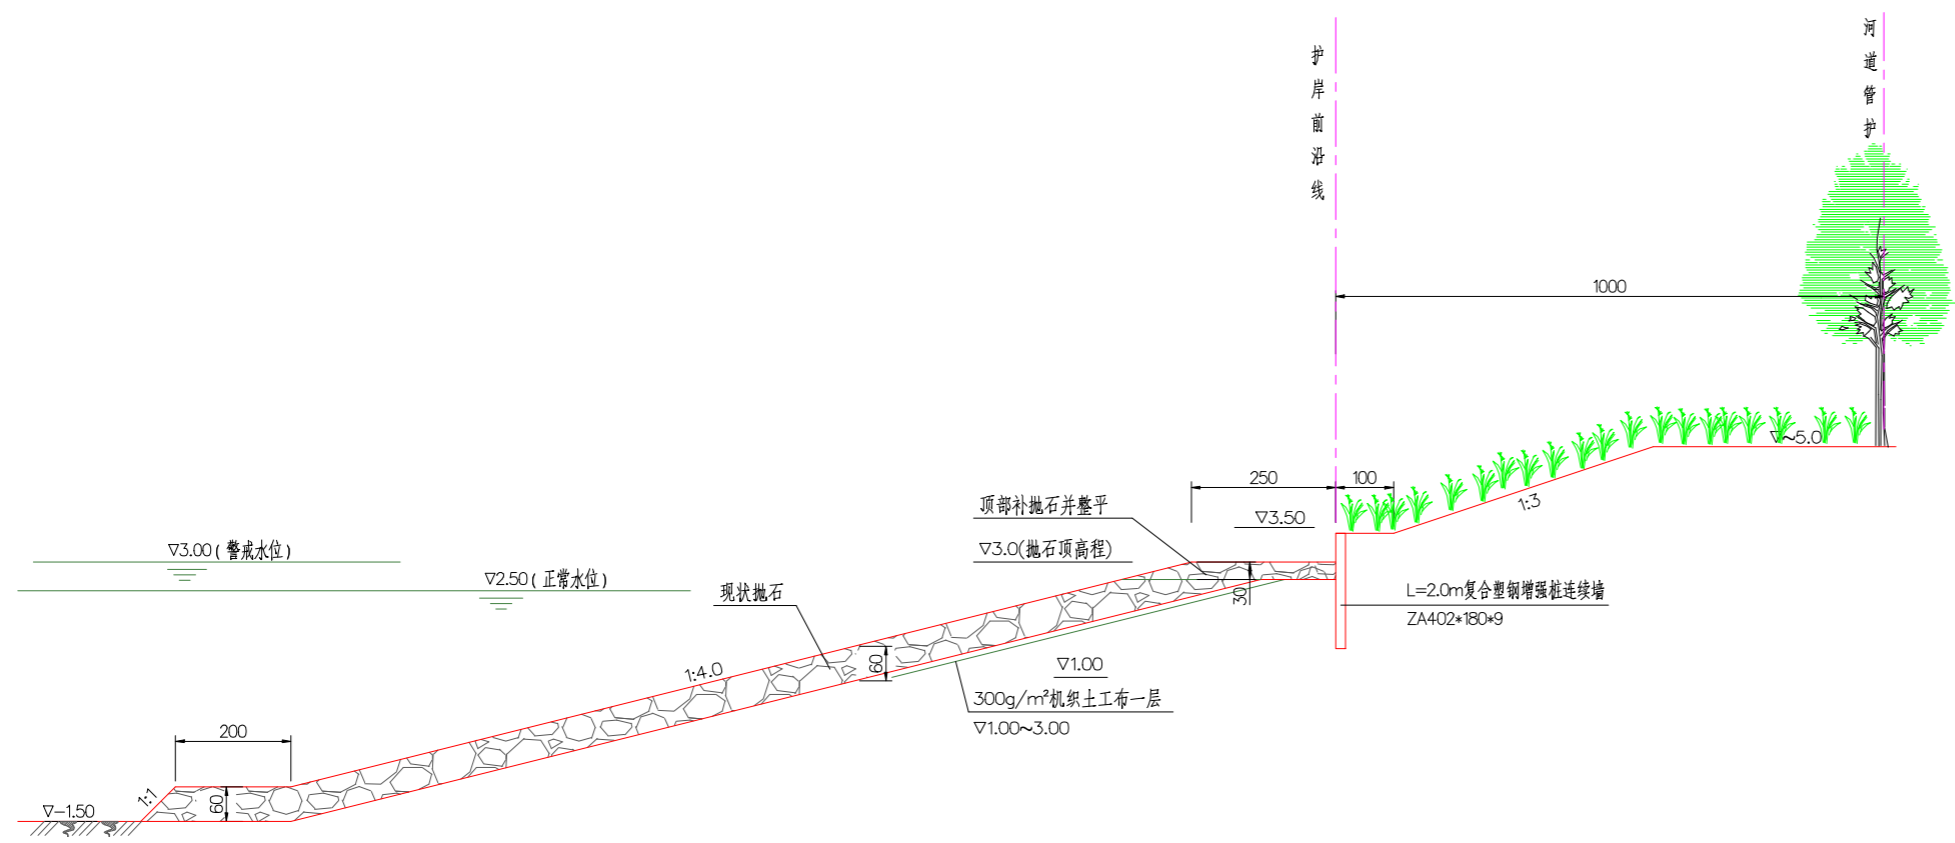 护岸前沿线
河道管护
1000
▽~5.0
250
100
1:3
顶部补抛石并整平
▽3.50
▽3.00(警戒水位)
▽3.0(抛石顶高程)
▽2.50(正常水位)
现状抛石
30
L=2.0m复合塑钢增强桩连续墙
ZA402*180*9
1:4.0
60
▽1.00
300g/m²机织土工布一层
▽1.00~3.00
200
1:1
60
▽-1.50